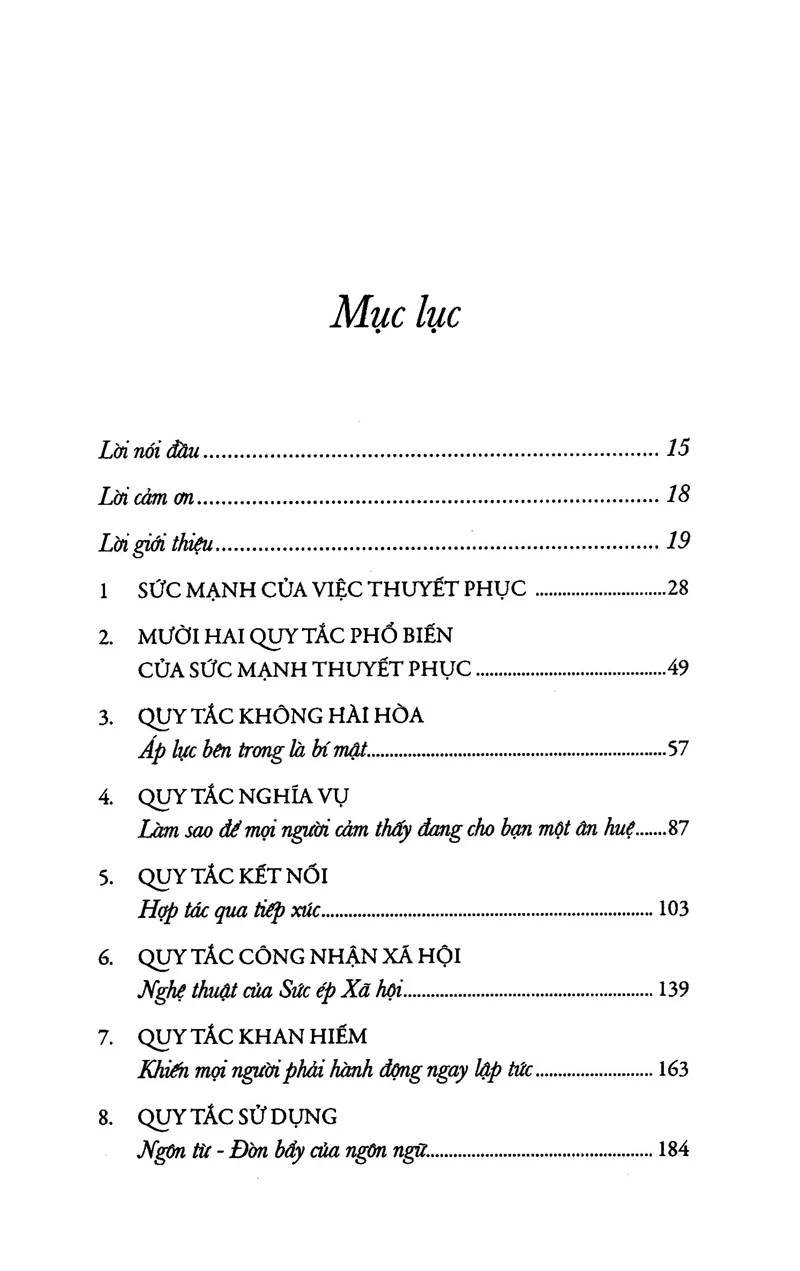 Mục lục
Lời nói đầu ... 15
Lời cảm ơn ... 18
Lời giới thiệu ... 19
1 SỨC MẠNH CỦA VIỆC THUYẾT PHỤC ... 28
2. MƯỜI HAI QUY TẮC PHỔ BIẾN
CỦA SỨC MẠNH THUYẾT PHỤC ... 49
3. QUY TẮC KHÔNG HÀI HÒA
Áp lực bên trong là bí mật ... 57
4. QUY TẮC NGHĨA VỤ
Làm sao để mọi người cảm thấy đang cho bạn một ân huệ ... 87
5. QUY TẮC KẾT NỐI
Hợp tác qua tiếp xúc ... 103
6. QUY TẮC CÔNG NHẬN XÃ HỘI
Nghệ thuật của Sức ép Xã hội ... 139
7. QUY TẮC KHAN HIẾM
Khiến mọi người phải hành động ngay lập tức ... 163
8. QUY TẮC SỬ DỤNG
Ngôn từ - Đòn bẩy của ngôn ngữ ... 184